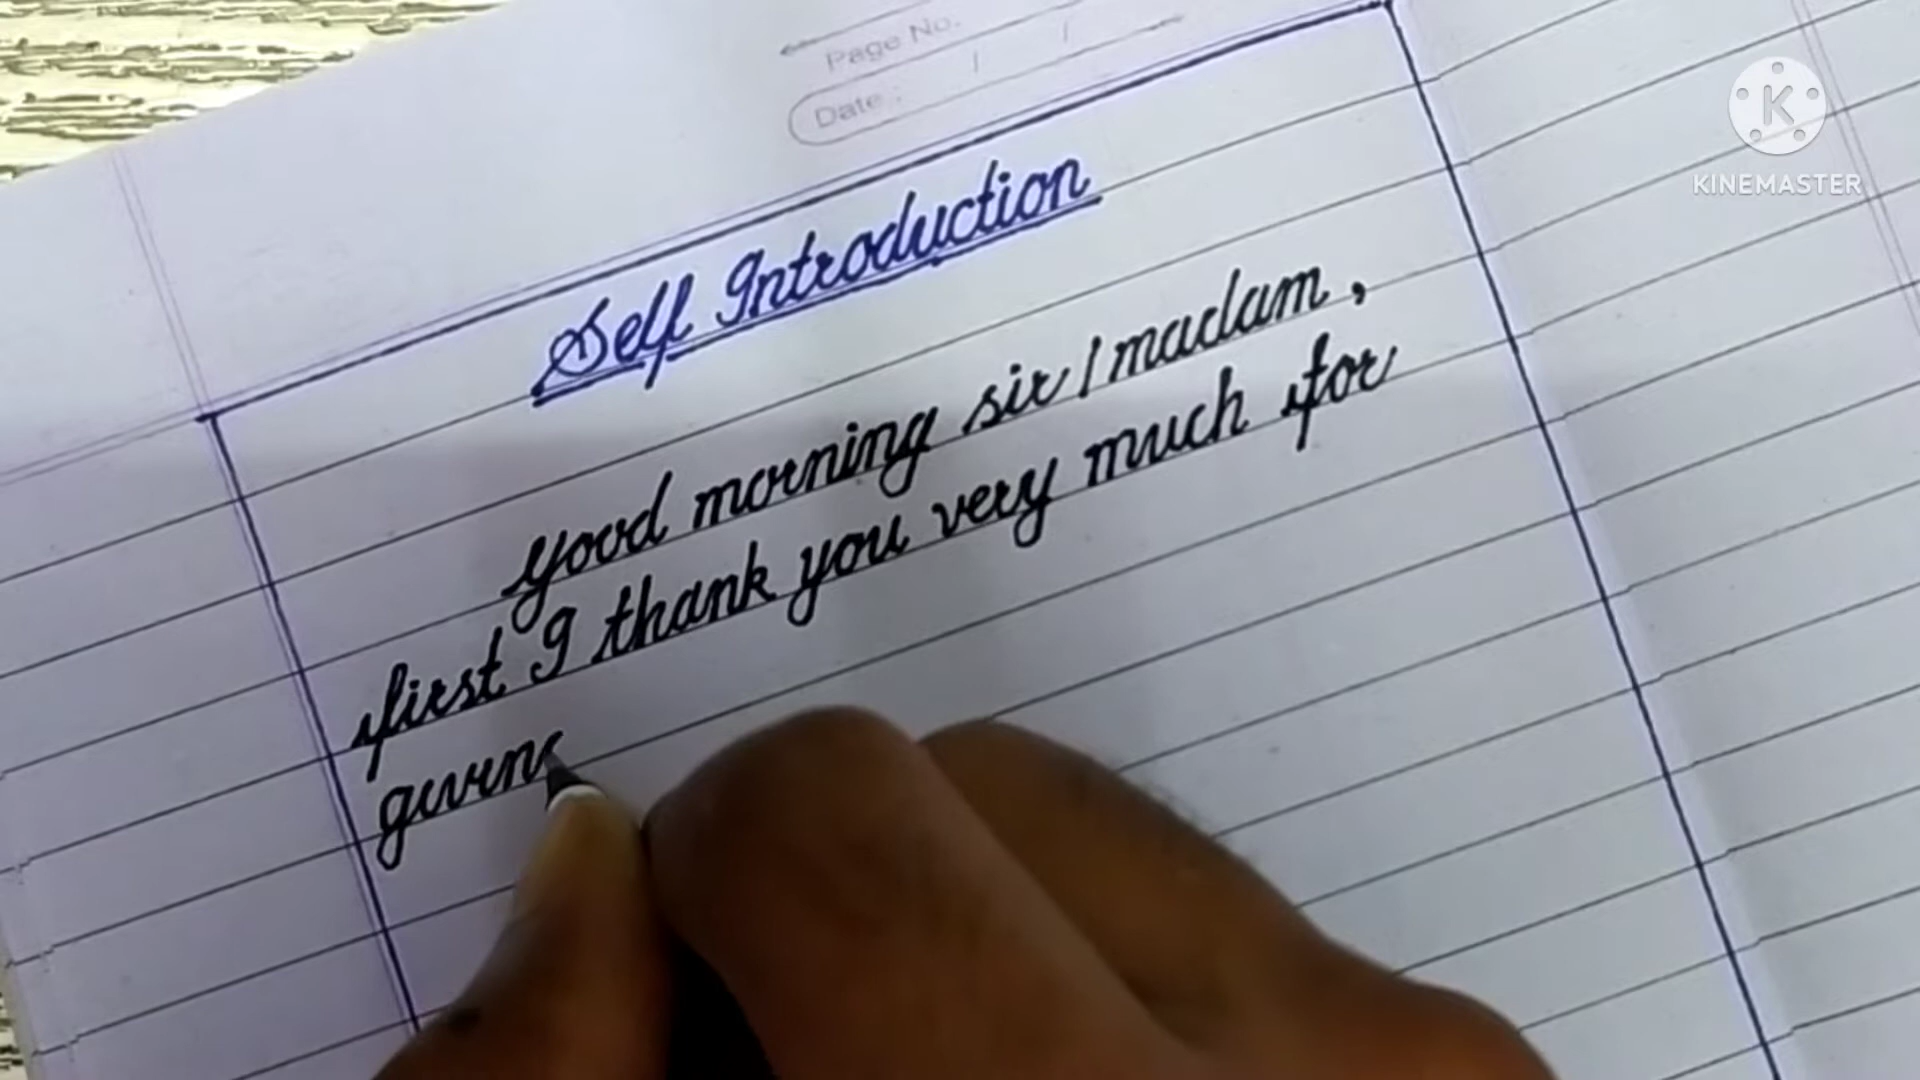 Page No.
Date : / /
Self Introduction
Good morning sir / madam,
first I thank you very much for
KINEMASTER